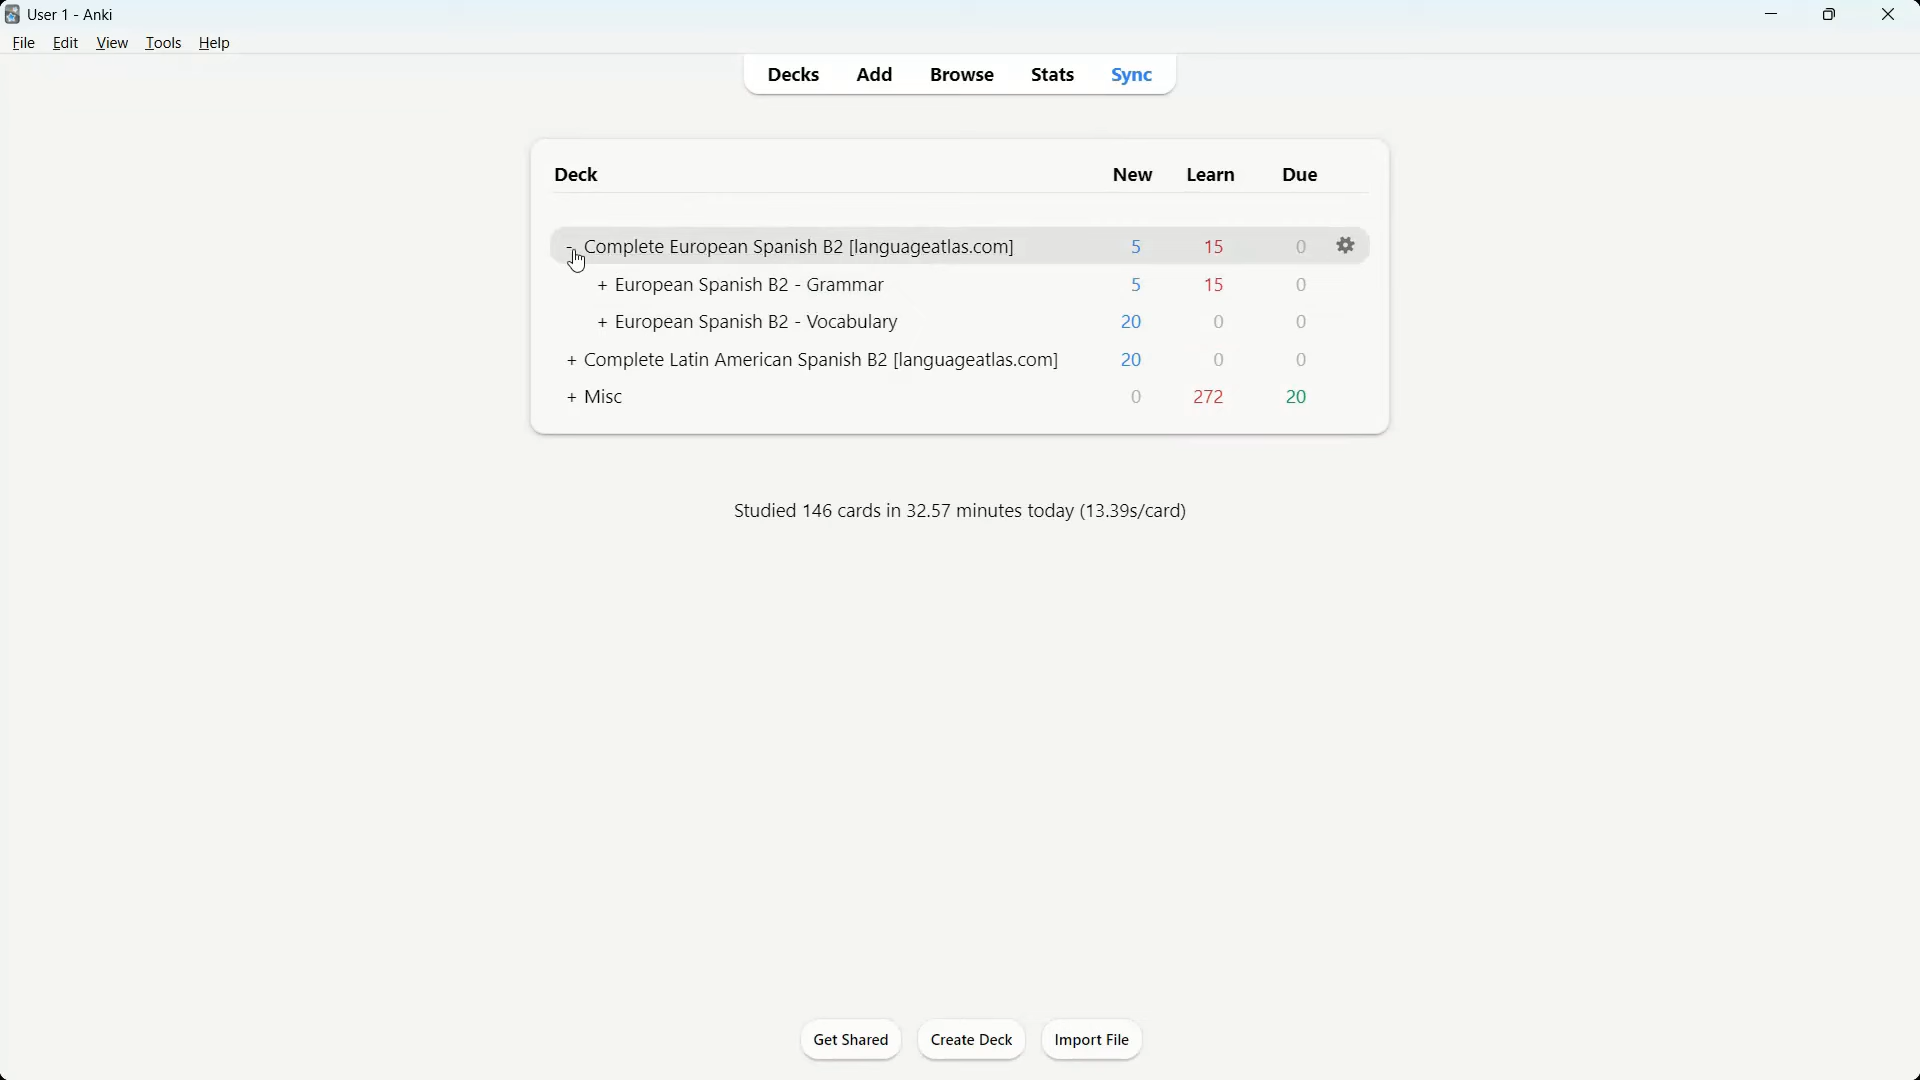 User 1 - Anki
File Edit View Tools Help
Decks Add Browse Stats Sync
Deck New Learn Due
- Complete European Spanish B2 [languageatlas.com] 5 15 0
+ European Spanish B2 - Grammar 5 15 0
+ European Spanish B2 - Vocabulary 20 0 0
+ Complete Latin American Spanish B2 [languageatlas.com] 20 0 0
+ Misc 0 272 20
Studied 146 cards in 32.57 minutes today (13.39s/card)
Get Shared Create Deck Import File